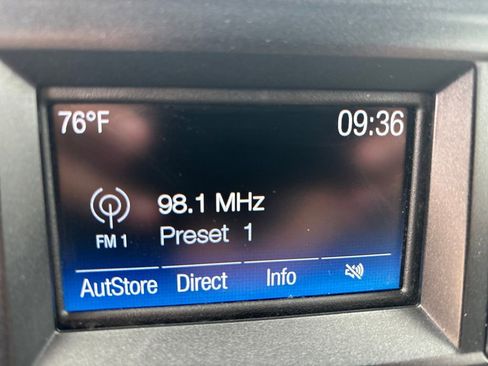 76°F 09:36
98.1 MHz
FM 1 Preset 1
AutStore Direct Info